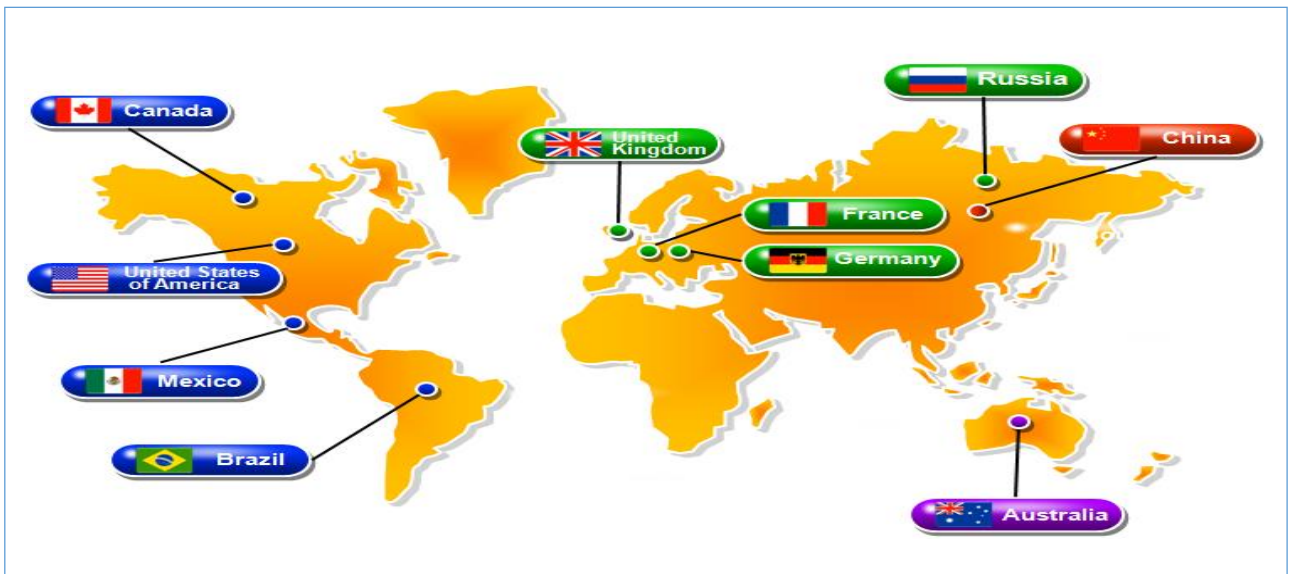 Canada
United States
of America
Mexico
Brazil
United
Kingdom
Russia
China
France
Germany
Australia